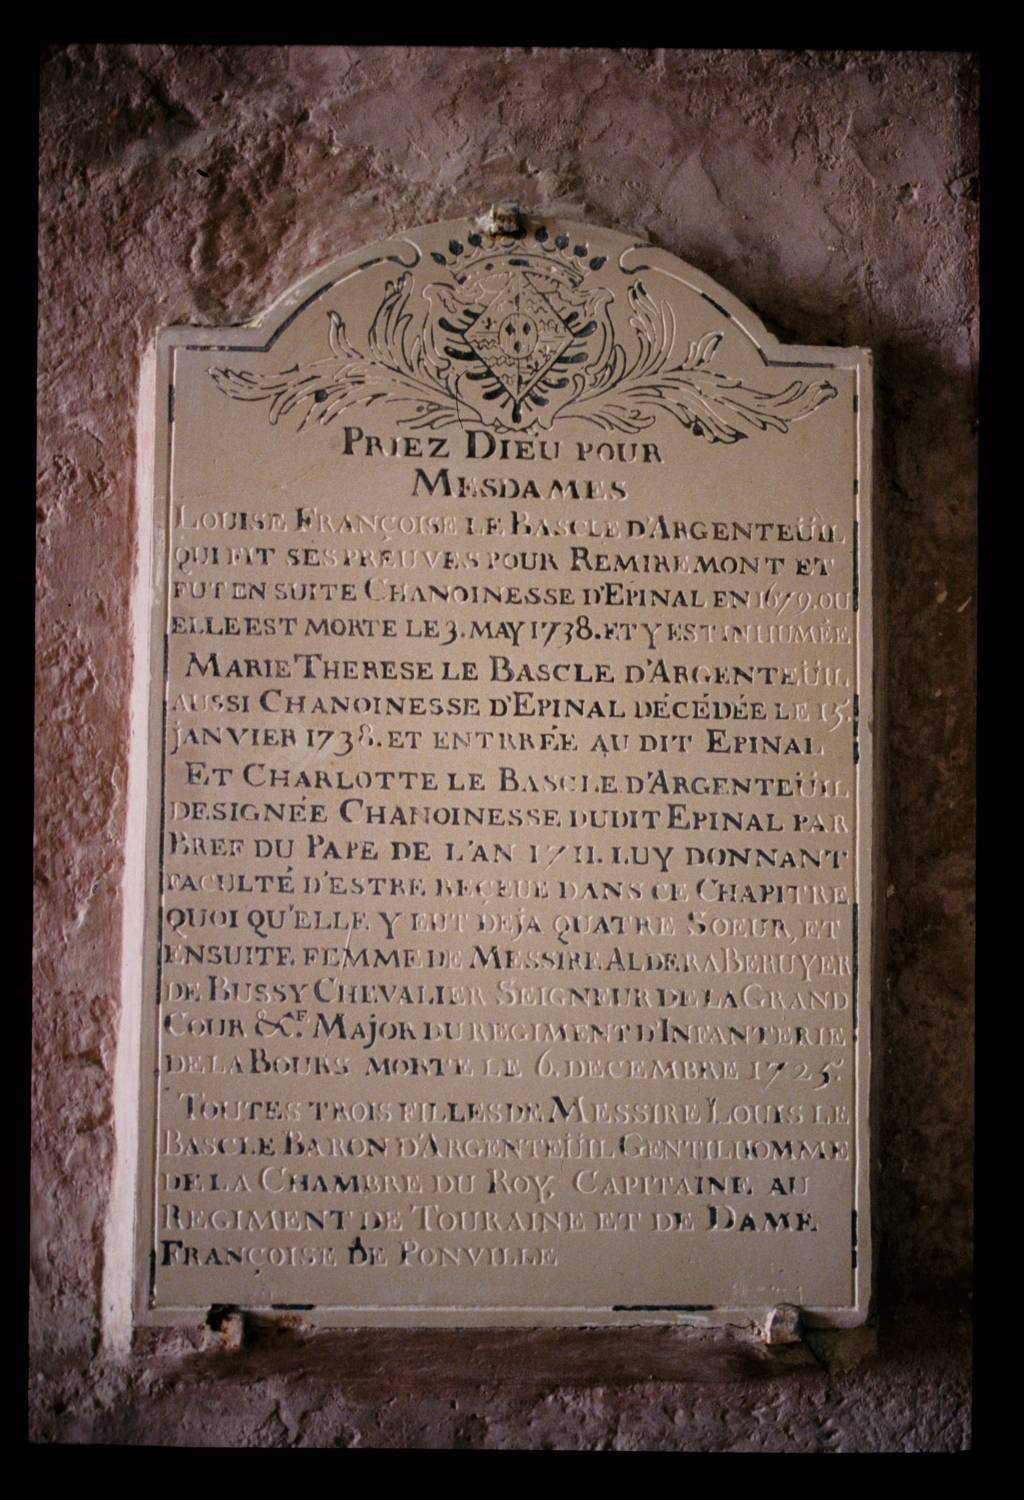 PRIEZ DIEU POUR
MESDAMES
LOUISE FRANÇOISE LE BASCLE D'ARGENTEÜIL
QUI FIT SES PREUVES POUR REMIREMONT ET
FUT EN SUITE CHANOINESSE D'EPINAL EN 1679. OU
ELLE EST MORTE LE 3. MAY 1738. ET Y EST INHUMÉE.
MARIE THERESE LE BASCLE D'ARGENTEÜIL
AUSSI CHANOINESSE D'EPINAL DÉCÉDÉE LE 15.
JANVIER 1738. ET ENTRRÉE AU DIT EPINAL
ET CHARLOTTE LE BASCLE D'ARGENTEÜIL
DESIGNÉE CHANOINESSE DUDIT EPINAL PAR
BREF DU PAPE DE L'AN 1711. LUY DONNANT
FACULTÉ D'ESTRE REÇEUE DANS CE CHAPITRE
QUOI QU'ELLE Y EUT DEJA QUATRE SOEUR, ET
ENSUITE FEMME DE MESSIRE ALDERA BERUYER
DE BUSSY CHEVALIER SEIGNEUR DE LA GRAND
COUR &CE. MAJOR DU REGIMENT D'INFANTERIE
DE LA BOURS MORTE LE 6. DECEMBRE 1725.
TOUTES TROIS FILLES DE MESSIRE LOUIS LE
BASCLE BARON D'ARGENTEÜIL GENTILHOMME
DE LA CHAMBRE DU ROY, CAPITAINE AU
REGIMENT DE TOURAINE ET DE DAME
FRANÇOISE DE PONVILLE